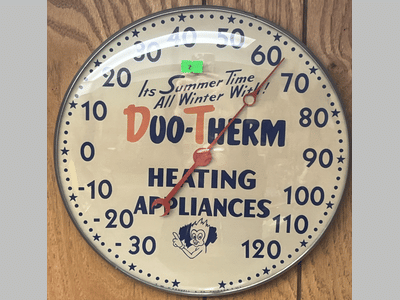 30 40 50 60
20 70
Its Summer Time
All Winter With!
10 80
DUO-THERM
0 90
HEATING
-10 100
APPLIANCES
-20 110
-30 120